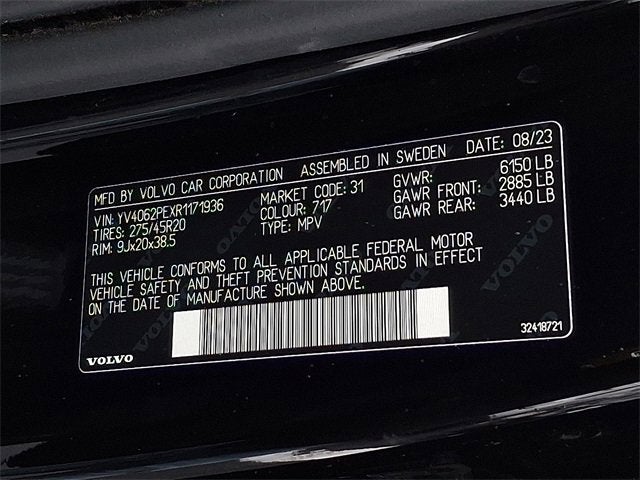 MFD BY VOLVO CAR CORPORATION ASSEMBLED IN SWEDEN DATE: 08/23
VIN: YV4062PEXR1171936 MARKET CODE: 31 GVWR: 6150 LB
TIRES: 275/45R20 COLOUR: 717 GAWR FRONT: 2885 LB
RIM: 9Jx20x38.5 TYPE: MPV GAWR REAR: 3440 LB
THIS VEHICLE CONFORMS TO ALL APPLICABLE FEDERAL MOTOR
VEHICLE SAFETY AND THEFT PREVENTION STANDARDS IN EFFECT
ON THE DATE OF MANUFACTURE SHOWN ABOVE.
VOLVO 32418721